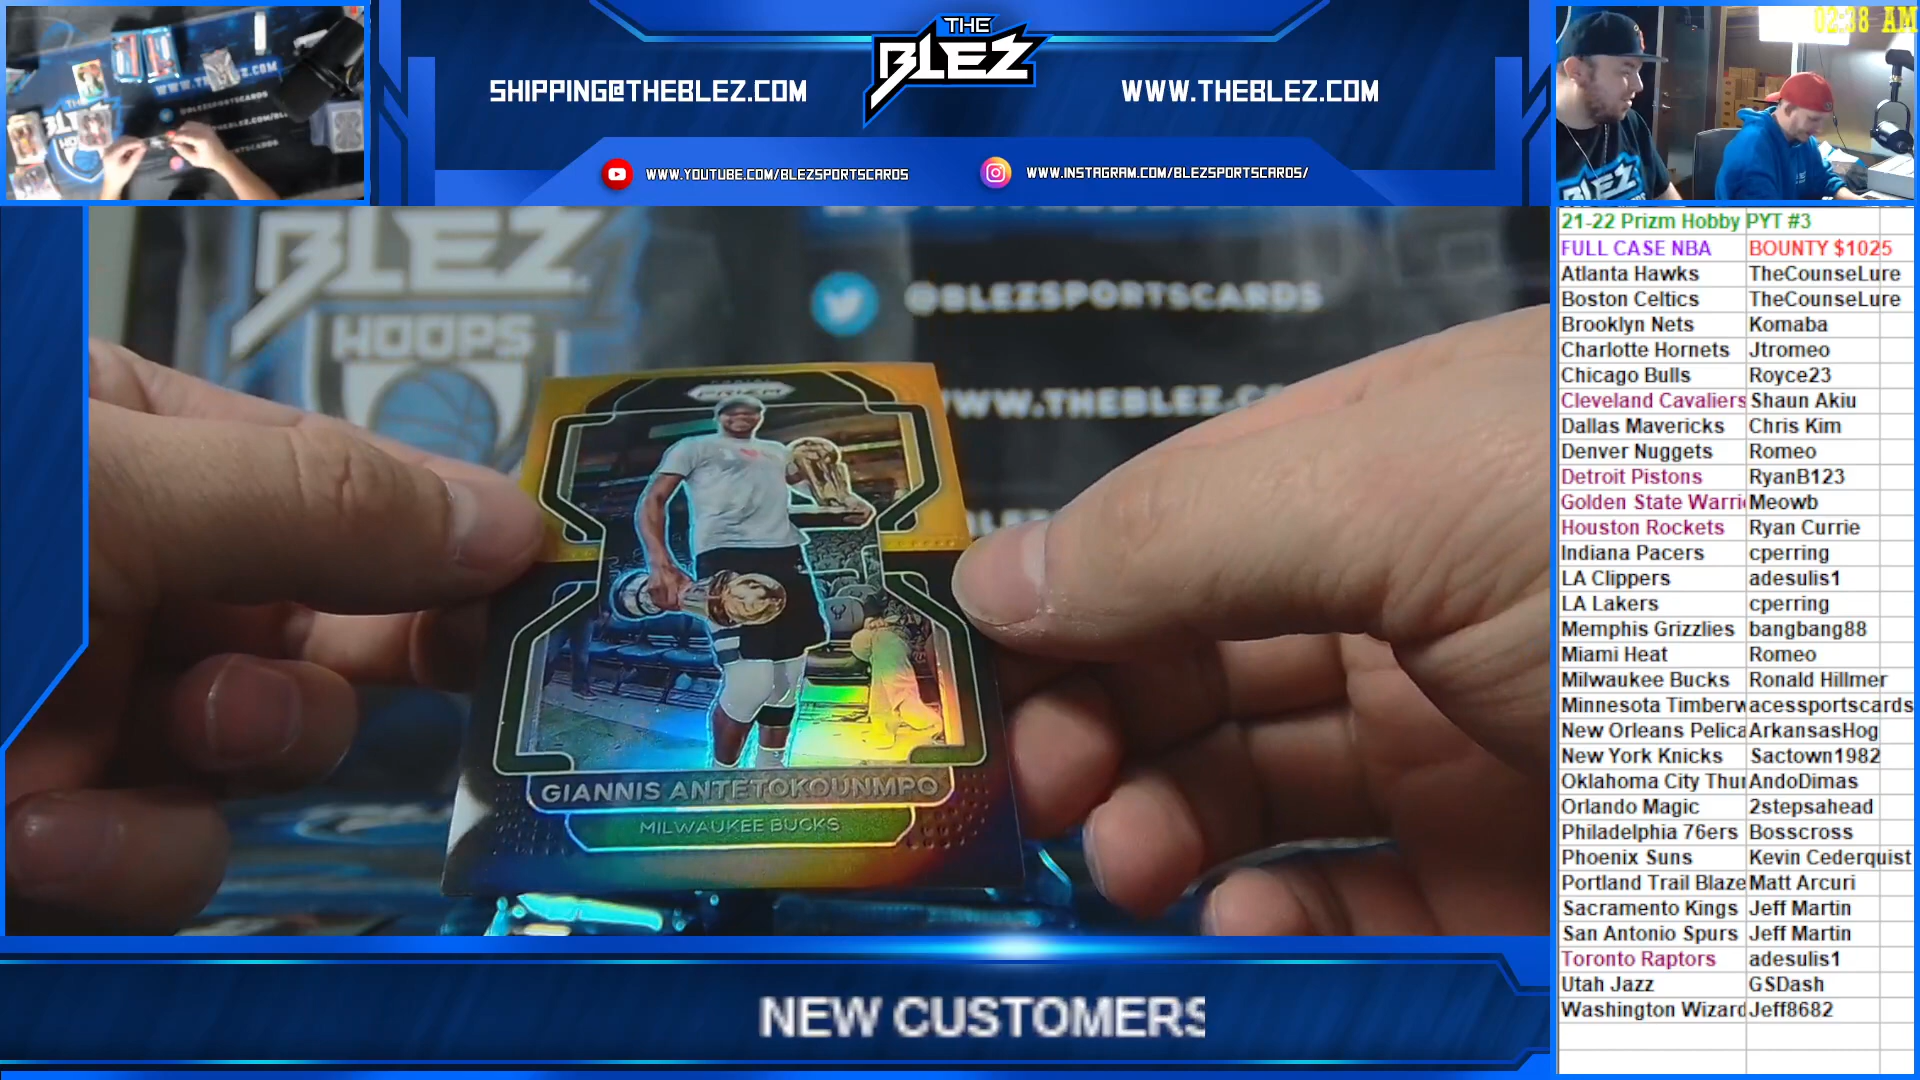 THE
BLEZ
SHIPPING@THEBLEZ.COM
WWW.THEBLEZ.COM
WWW.YOUTUBE.COM/BLEZSPORTSCARDS
WWW.INSTAGRAM.COM/BLEZSPORTSCARDS/
02:38 AM
BLEZ
BLEZ
HOOPS
@BLEZSPORTSCARDS
WWW.THEBLEZ.CO
PRIZM
GIANNIS ANTETOKOUNMPO
MILWAUKEE BUCKS
NEW CUSTOMERS
21-22 Prizm Hobby PYT #3
FULL CASE NBA BOUNTY $1025
Atlanta Hawks TheCounseLure
Boston Celtics TheCounseLure
Brooklyn Nets Komaba
Charlotte Hornets Jtromeo
Chicago Bulls Royce23
Cleveland Cavaliers Shaun Akiu
Dallas Mavericks Chris Kim
Denver Nuggets Romeo
Detroit Pistons RyanB123
Golden State Warri Meowb
Houston Rockets Ryan Currie
Indiana Pacers cperring
LA Clippers adesulis1
LA Lakers cperring
Memphis Grizzlies bangbang88
Miami Heat Romeo
Milwaukee Bucks Ronald Hillmer
Minnesota Timberw acessportscards
New Orleans Pelica ArkansasHog
New York Knicks Sactown1982
Oklahoma City Thu AndoDimas
Orlando Magic 2stepsahead
Philadelphia 76ers Bosscross
Phoenix Suns Kevin Cederquist
Portland Trail Blaze Matt Arcuri
Sacramento Kings Jeff Martin
San Antonio Spurs Jeff Martin
Toronto Raptors adesulis1
Utah Jazz GSDash
Washington Wizard Jeff8682